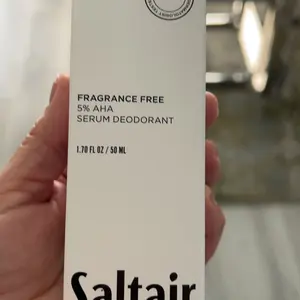 FRAGRANCE FREE
5% AHA
SERUM DEODORANT
1.70 FL OZ / 50 ML
Saltair